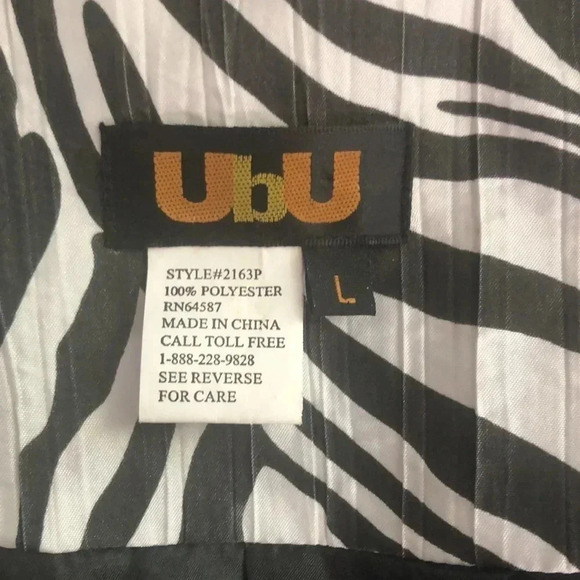 UbU
L
STYLE#2163P
100% POLYESTER
RN64587
MADE IN CHINA
CALL TOLL FREE
1-888-228-9828
SEE REVERSE
FOR CARE